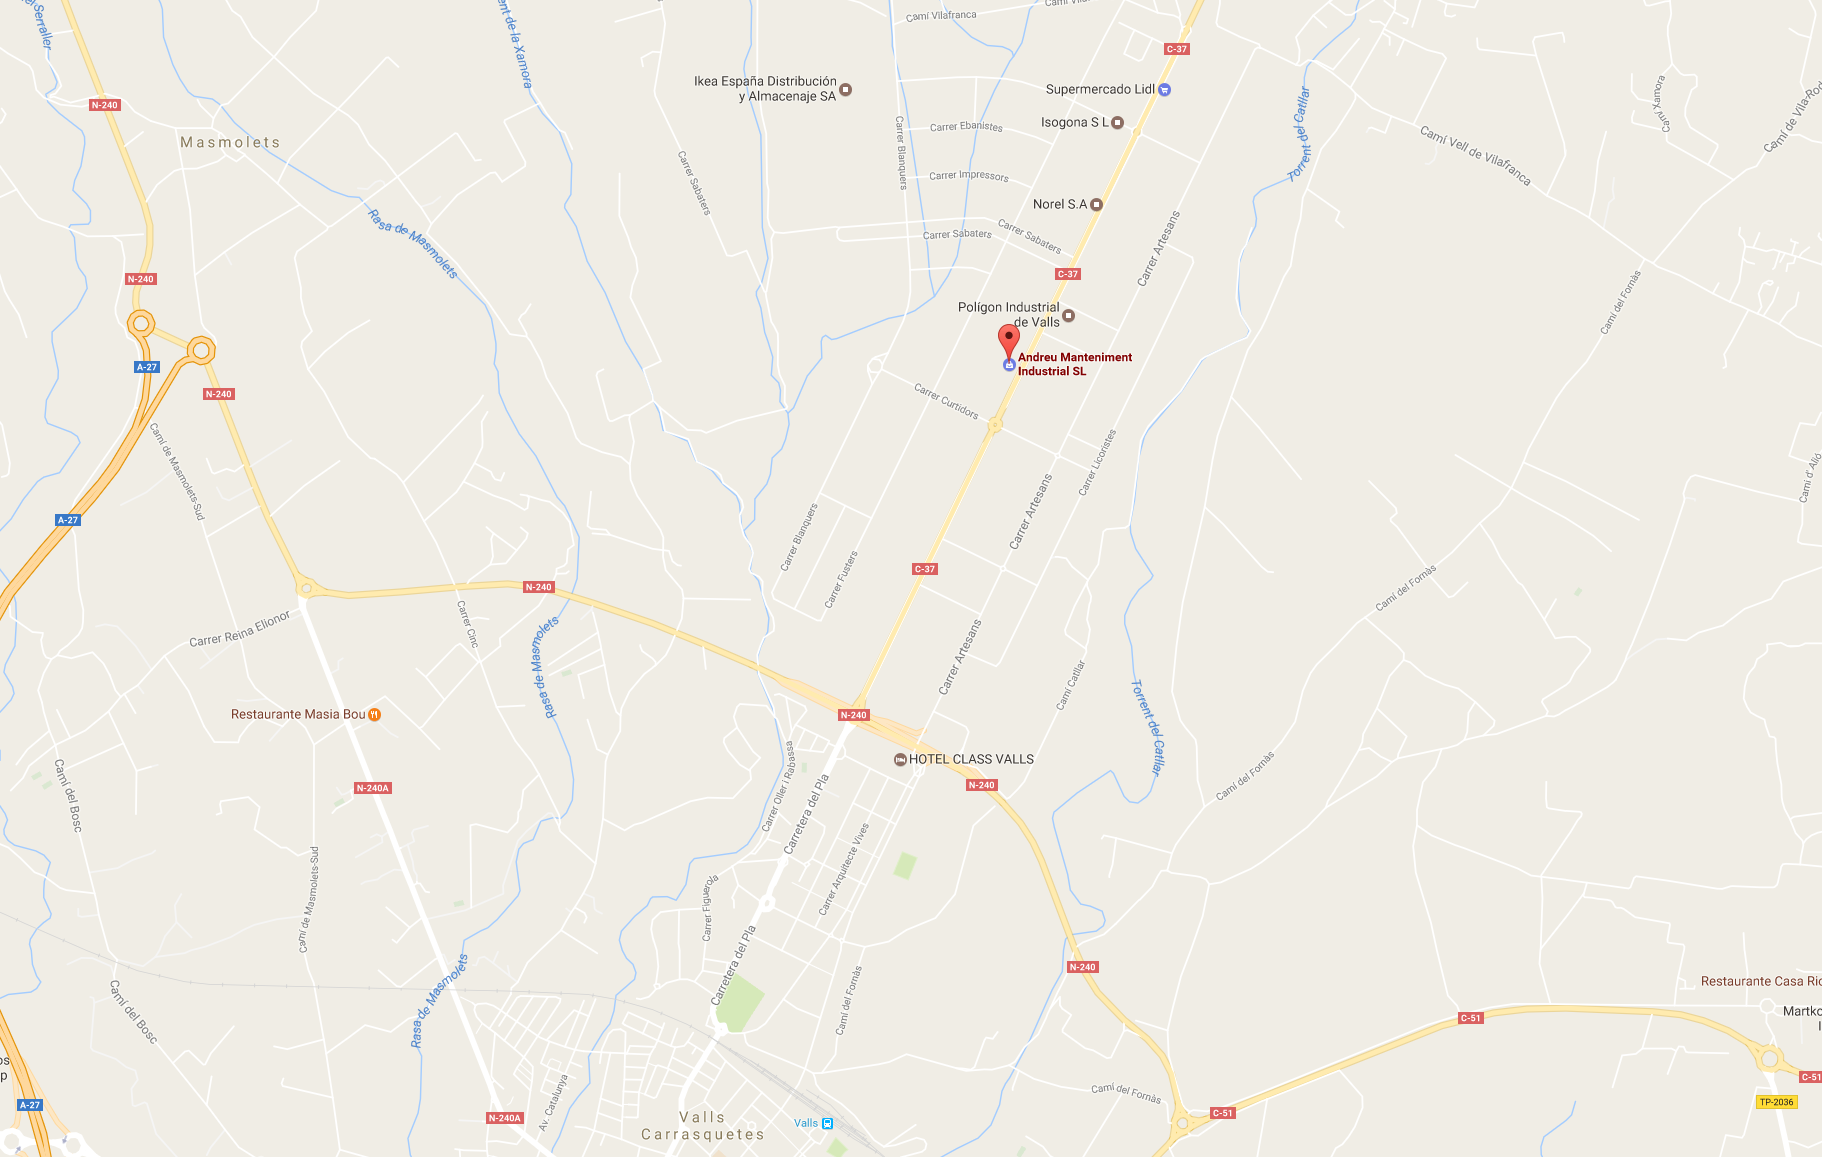 Serraller
Torrent de la Xamora
Camí Vilafranca
C-37
N-240
Masmolets
Ikea España Distribución
y Almacenaje SA
Supermercado Lidl
Isogona S L
Carrer Ebanistes
Carrer Blanquers
Carrer Impressors
Carrer Sabaters
Norel S.A
Carrer Sabaters
Carrer Sabaters
Carrer Artesans
Torrent del Catllar
Camí Vell de Vilafranca
Camí Xamora
Camí de Vila-Rod
Rasa de Masmolets
N-240
C-37
Camí del Fornàs
Polígon Industrial
de Valls
Andreu Manteniment
Industrial SL
A-27
N-240
Carrer Curtidors
Camí de Masmolets-Sud
Carrer Licoristes
Camí d' Alió
A-27
Carrer Artesans
Carrer Blanquers
Carrer Fusters
C-37
N-240
Camí del Fornàs
Carrer Reina Elionor
Carrer Cinc
Rasa de Masmolets
Carrer Artesans
Camí Catllar
Restaurante Masia Bou
N-240
Torrent del Catllar
HOTEL CLASS VALLS
N-240
N-240A
Camí del Bosc
Carrer Oller i Rabassa
Carretera del Pla
Camí del Fornàs
Carrer Arquitecte Vives
Camí de Masmolets-Sud
Carrer Figuerola
Carretera del Pla
N-240
Rasa de Masmolets
Camí del Bosc
Camí del Fornàs
Restaurante Casa Ric
Martko
C-51
C-51
Camí del Fornàs
TP-2036
C-51
A-27
N-240A
Av. Catalunya
Valls
Carrasquetes
Valls